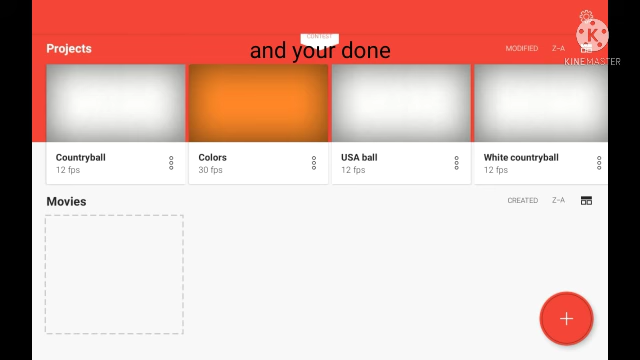 CONTEST
and your done
Projects
MODIFIED Z-A
K
KINEMASTER
Countryball
12 fps
Colors
30 fps
USA ball
12 fps
White countryball
12 fps
Movies
CREATED Z-A